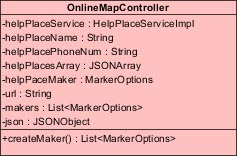 OnlineMapController
-helpPlaceService : HelpPlaceServiceImpl
-helpPlaceName : String
-helpPlacePhoneNum : String
-helpPlacesArray : JSONArray
-helpPaceMaker : MarkerOptions
-url : String
-makers : List<MarkerOptions>
-json : JSONObject
+createMaker() : List<MarkerOptions>